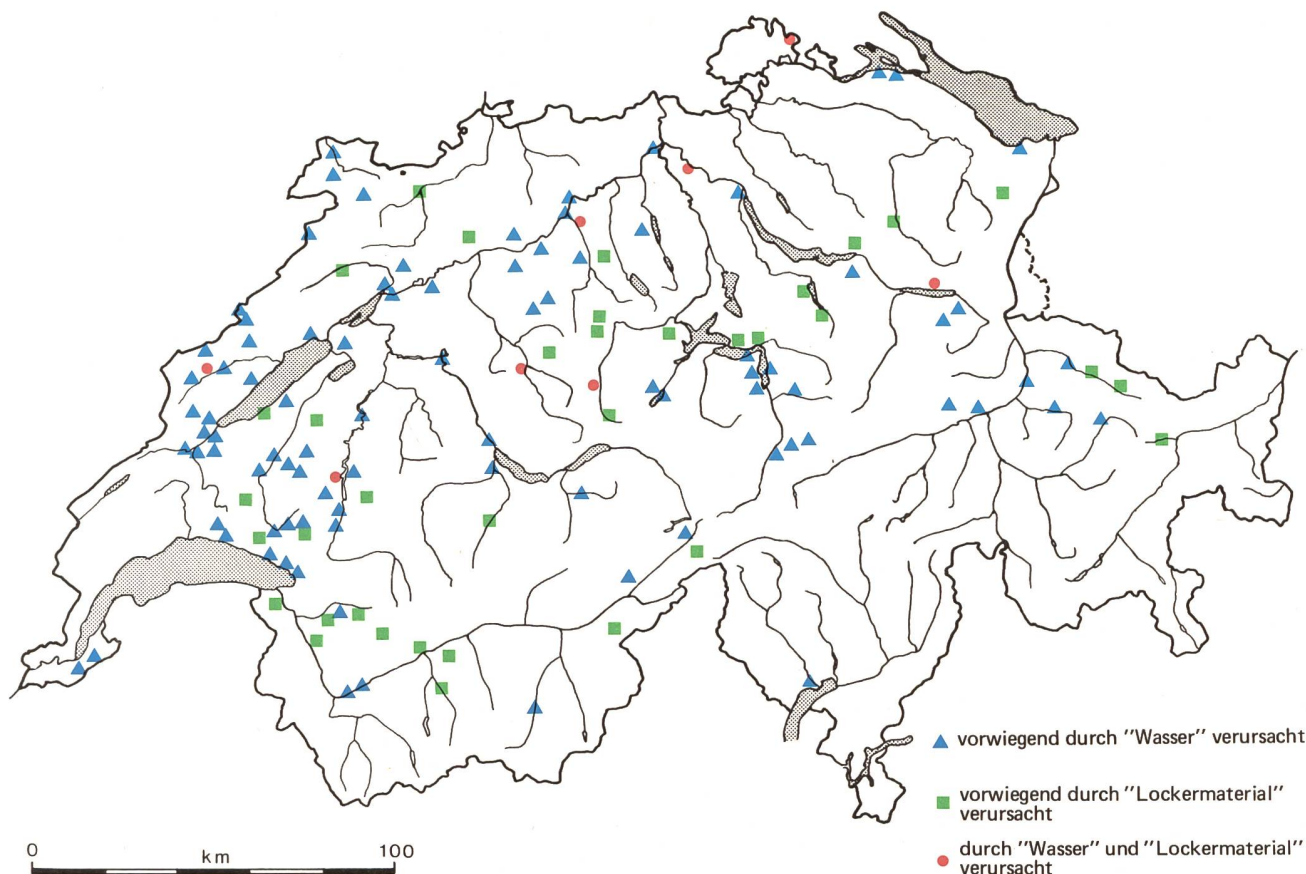 vorwiegend durch "Wasser" verursacht
vorwiegend durch "Lockermaterial"
verursacht
durch "Wasser" und "Lockermaterial"
verursacht
0 km 100